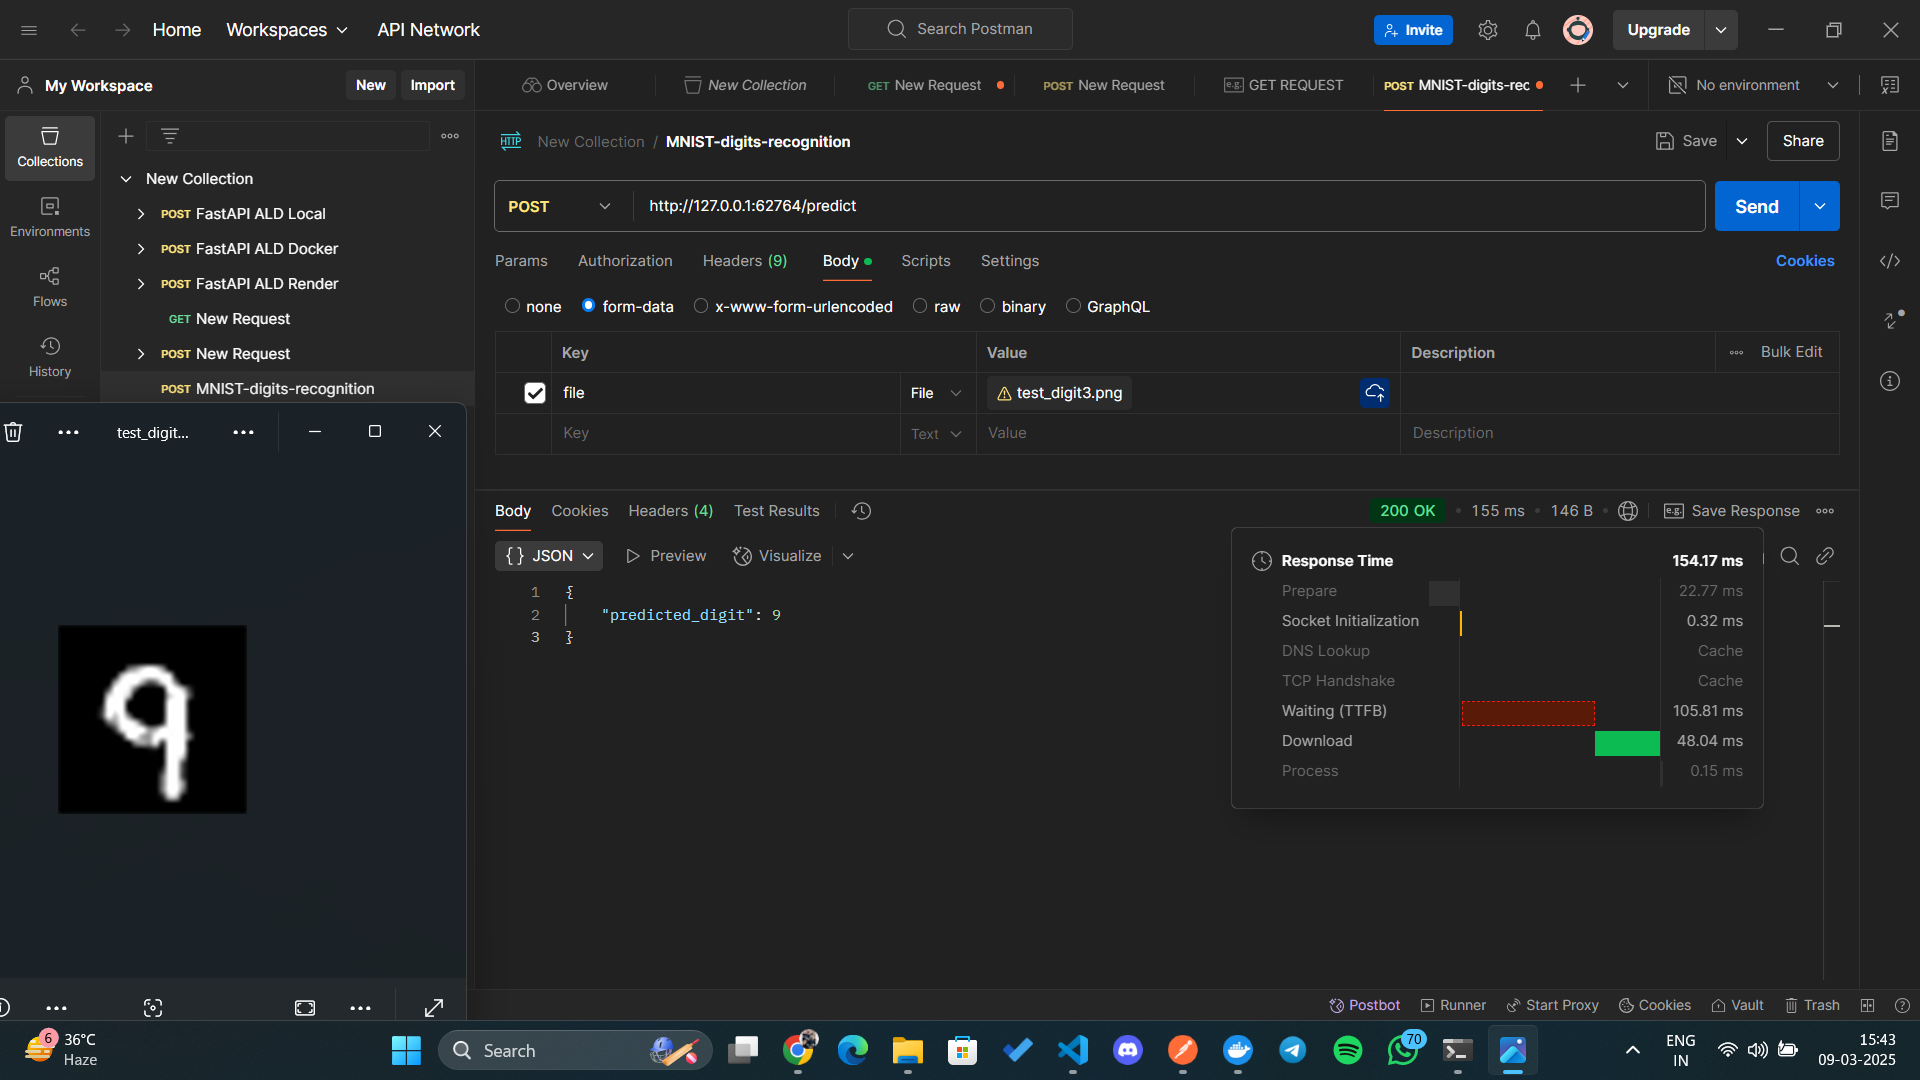 Home Workspaces API Network Search Postman Invite Upgrade
My Workspace New Import
Overview New Collection GET New Request POST New Request e.g. GET REQUEST POST MNIST-digits-rec No environment
Collections
Environments
Flows
History
New Collection
POST FastAPI ALD Local
POST FastAPI ALD Docker
POST FastAPI ALD Render
GET New Request
POST New Request
POST MNIST-digits-recognition
HTTP New Collection / MNIST-digits-recognition Save Share
POST http://127.0.0.1:62764/predict Send
Params Authorization Headers (9) Body Scripts Settings Cookies
none form-data x-www-form-urlencoded raw binary GraphQL
Key Value Description Bulk Edit
file File test_digit3.png
Key Text Value Description
test_digit...
9
Body Cookies Headers (4) Test Results 200 OK 155 ms 146 B e.g. Save Response
{} JSON Preview Visualize
1 {
2 "predicted_digit": 9
3 }
Response Time 154.17 ms
Prepare 22.77 ms
Socket Initialization 0.32 ms
DNS Lookup Cache
TCP Handshake Cache
Waiting (TTFB) 105.81 ms
Download 48.04 ms
Process 0.15 ms
Postbot Runner Start Proxy Cookies Vault Trash
6 36°C
Haze
Search
70
ENG
IN
15:43
09-03-2025